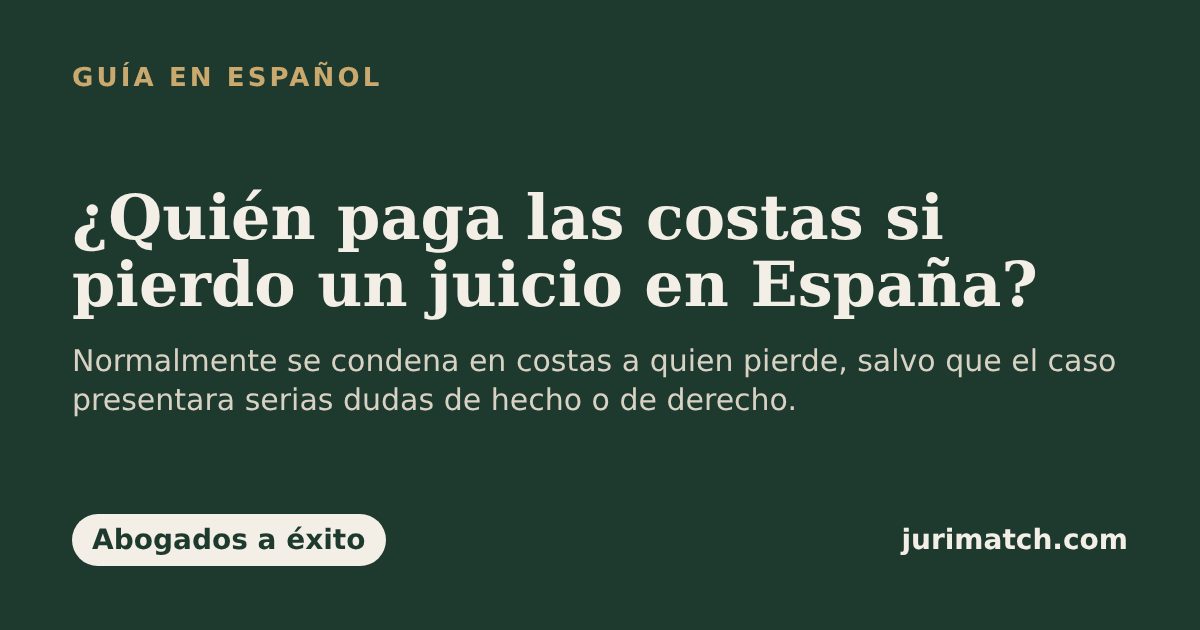 GUÍA EN ESPAÑOL
¿Quién paga las costas si
pierdo un juicio en España?
Normalmente se condena en costas a quien pierde, salvo que el caso
presentara serias dudas de hecho o de derecho.
Abogados a éxito
jurimatch.com